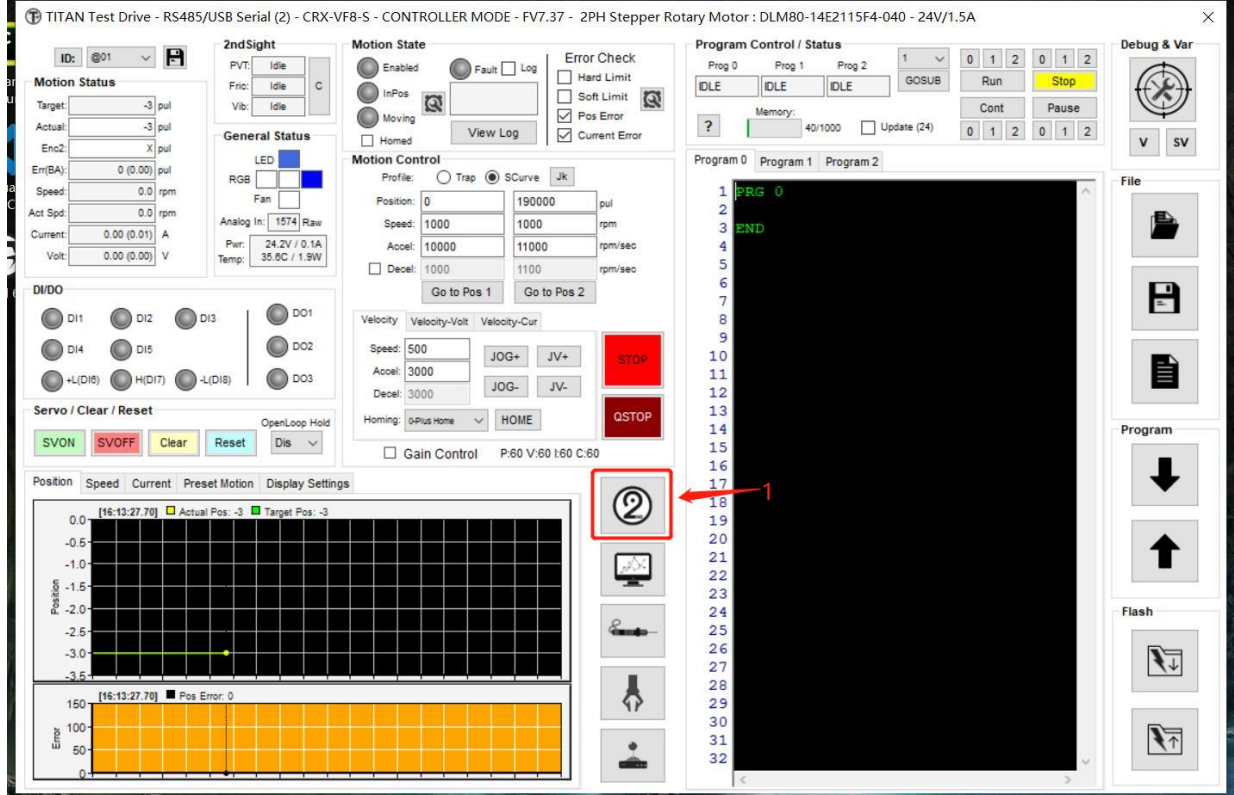 TITAN Test Drive - RS485/USB Serial (2) - CRX-VF8-S - CONTROLLER MODE - FV7.37 - 2PH Stepper Rotary Motor : DLM80-14E2115F4-040 - 24V/1.5A
ID: @01
Motion Status
Target: -3 pul
Actual: -3 pul
Enc2: X pul
Err(BA): 0 (0.00) pul
Speed: 0.0 rpm
Act Spd: 0.0 rpm
Current: 0.00 (0.01) A
Volt: 0.00 (0.00) V
2ndSight
PVT: Idle
Fric: Idle C
Vib: Idle
General Status
LED
RGB
Fan
Analog In: 1574 Raw
Pwr: 24.2V / 0.1A
Temp: 35.6C / 1.9W
DI/DO
DI1 DI2 DI3 DO1
DI4 DI5 DO2
+L(DI6) H(DI7) -L(DI8) DO3
Servo / Clear / Reset
OpenLoop Hold
SVON SVOFF Clear Reset Dis
Motion State
Enabled Fault Log
InPos
Moving
Homed View Log
Error Check
Hard Limit
Soft Limit
Pos Error
Current Error
Motion Control
Profile: Trap SCurve Jk
Position: 0 190000 pul
Speed: 1000 1000 rpm
Accel: 10000 11000 rpm/sec
Decel: 1000 1100 rpm/sec
Go to Pos 1 Go to Pos 2
Velocity Velocity-Volt Velocity-Cur
Speed: 500 JOG+ JV+
Accel: 3000
Decel: 3000 JOG- JV-
Homing: 0-Plus Home HOME
STOP
QSTOP
Gain Control P:60 V:60 I:60 C:60
Position Speed Current Preset Motion Display Settings
[16:13:27.70] Actual Pos: -3 Target Pos: -3
0.0
-0.5
-1.0
-1.5
-2.0
-2.5
-3.0
-3.5
Position
[16:13:27.70] Pos Error: 0
150
100
50
0
Error
2
1
Program Control / Status
Prog 0 Prog 1 Prog 2 1
IDLE IDLE IDLE GOSUB
? Memory: 40/1000 Update (24)
0 1 2 0 1 2
Run Stop
Cont Pause
0 1 2 0 1 2
Program 0 Program 1 Program 2
1 PRG 0
2
3 END
4
5
6
7
8
9
10
11
12
13
14
15
16
17
18
19
20
21
22
23
24
25
26
27
28
29
30
31
32
Debug & Var
V SV
File
Program
Flash